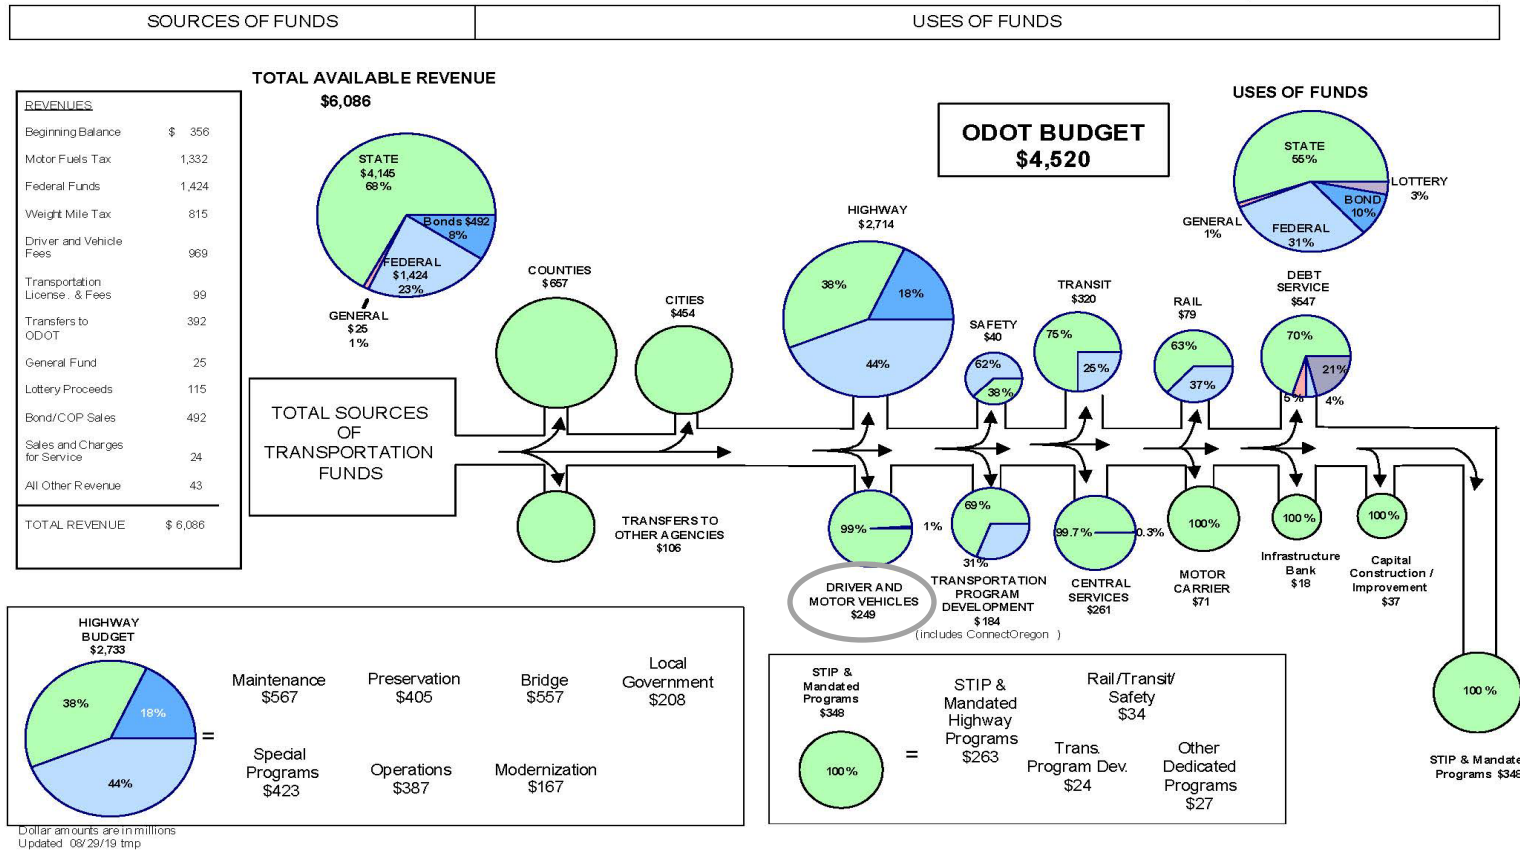 SOURCES OF FUNDS
USES OF FUNDS
TOTAL AVAILABLE REVENUE
$6,086
REVENUES
Beginning Balance $ 356
Motor Fuels Tax 1,332
Federal Funds 1,424
Weight Mile Tax 815
Driver and Vehicle
Fees 969
Transportation
License . & Fees 99
Transfers to 392
ODOT
General Fund 25
Lottery Proceeds 115
Bond/COP Sales 492
Sales and Charges
for Service 24
All Other Revenue 43
TOTAL REVENUE $ 6,086
STATE
$4,145
68%
Bonds $492
8%
FEDERAL
$1,424
23%
GENERAL
$ 25
1%
ODOT BUDGET
$4,520
USES OF FUNDS
STATE
55%
LOTTERY
3%
BOND
10%
FEDERAL
31%
GENERAL
1%
TOTAL SOURCES
OF
TRANSPORTATION
FUNDS
COUNTIES
$657
CITIES
$454
TRANSFERS TO
OTHER AGENCIES
$106
HIGHWAY
$2,714
38%
18%
44%
SAFETY
$40
62%
38%
TRANSIT
$320
75%
25%
RAIL
$79
63%
37%
DEBT
SERVICE
$547
70%
21%
5%
4%
99%
1%
DRIVER AND
MOTOR VEHICLES
$249
69%
31%
TRANSPORTATION
PROGRAM
DEVELOPMENT
$ 184
(includes ConnectOregon )
99.7%
0.3%
CENTRAL
SERVICES
$261
100%
MOTOR
CARRIER
$71
100%
Infrastructure
Bank
$18
100%
Capital
Construction /
Improvement
$37
100%
STIP & Mandate
Programs $348
HIGHWAY
BUDGET
$2,733
38%
18%
44%
=
Maintenance
$567
Preservation
$405
Bridge
$557
Local
Government
$208
Special
Programs
$423
Operations
$387
Modernization
$167
STIP &
Mandated
Programs
$348
100%
=
STIP &
Mandated
Highway
Programs
$263
Rail/Transit/
Safety
$34
Trans.
Program Dev.
$24
Other
Dedicated
Programs
$27
Dollar amounts are in millions
Updated 08/29/19 tmp